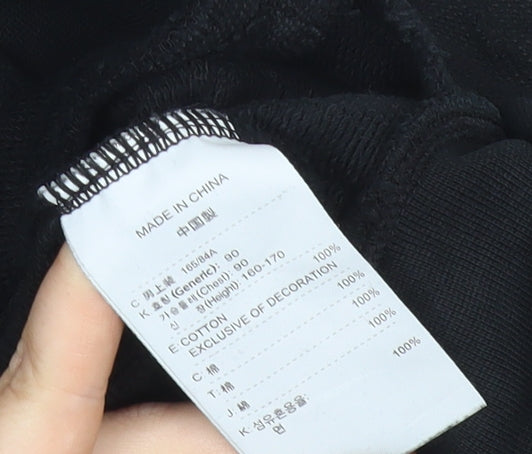 MADE IN CHINA
中国製
C 男上裝 165/84A
K 호칭(Generic): 90
가슴둘레(Chest): 90
신장(Height): 160-170
E COTTON 100%
EXCLUSIVE OF DECORATION
C: 棉 100%
T: 棉 100%
J: 綿 100%
K: 섬유혼용율:
면 100%